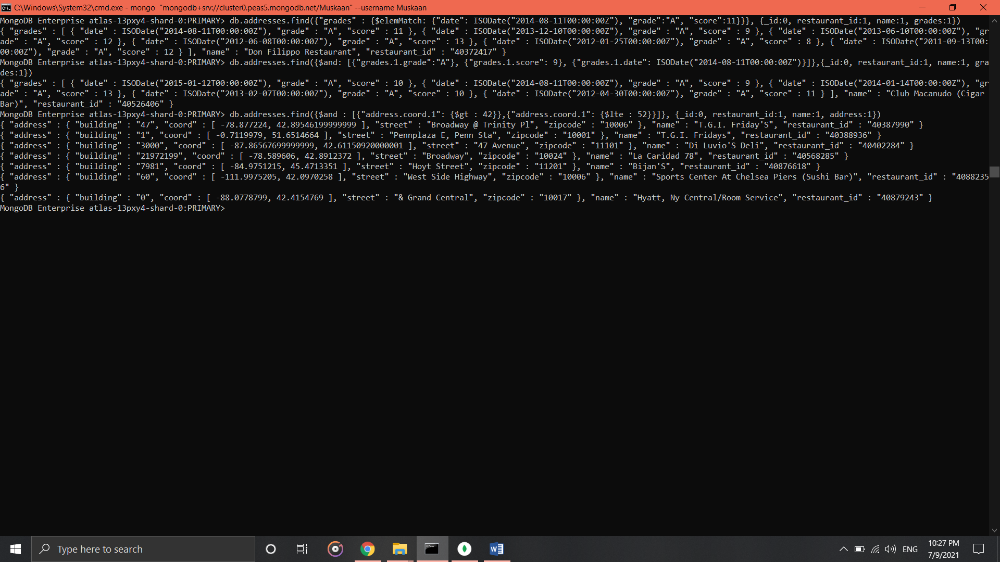 C:\Windows\System32\cmd.exe - mongo  "mongodb+srv://cluster0.peas5.mongodb.net/Muskaan" --username Muskaan
MongoDB Enterprise atlas-13pxy4-shard-0:PRIMARY> db.addresses.find({"grades" : {$elemMatch: {"date": ISODate("2014-08-11T00:00:00Z"), "grade":"A", "score":11}}}, {_id:0, restaurant_id:1, name:1, grades:1})
{ "grades" : [ { "date" : ISODate("2014-08-11T00:00:00Z"), "grade" : "A", "score" : 11 }, { "date" : ISODate("2013-12-10T00:00:00Z"), "grade" : "A", "score" : 9 }, { "date" : ISODate("2013-06-10T00:00:00Z"), "gr
ade" : "A", "score" : 12 }, { "date" : ISODate("2012-06-08T00:00:00Z"), "grade" : "A", "score" : 13 }, { "date" : ISODate("2012-01-25T00:00:00Z"), "grade" : "A", "score" : 8 }, { "date" : ISODate("2011-09-13T00:
00:00Z"), "grade" : "A", "score" : 12 } ], "name" : "Don Filippo Restaurant", "restaurant_id" : "40372417" }
MongoDB Enterprise atlas-13pxy4-shard-0:PRIMARY> db.addresses.find({$and: [{"grades.1.grade":"A"}, {"grades.1.score": 9}, {"grades.1.date": ISODate("2014-08-11T00:00:00Z")}]},{_id:0, restaurant_id:1, name:1, gra
des:1})
{ "grades" : [ { "date" : ISODate("2015-01-12T00:00:00Z"), "grade" : "A", "score" : 10 }, { "date" : ISODate("2014-08-11T00:00:00Z"), "grade" : "A", "score" : 9 }, { "date" : ISODate("2014-01-14T00:00:00Z"), "gr
ade" : "A", "score" : 13 }, { "date" : ISODate("2013-02-07T00:00:00Z"), "grade" : "A", "score" : 10 }, { "date" : ISODate("2012-04-30T00:00:00Z"), "grade" : "A", "score" : 11 } ], "name" : "Club Macanudo (Cigar
Bar)", "restaurant_id" : "40526406" }
MongoDB Enterprise atlas-13pxy4-shard-0:PRIMARY> db.addresses.find({$and : [{"address.coord.1": {$gt : 42}},{"address.coord.1": {$lte : 52}}]}, {_id:0, restaurant_id:1, name:1, address:1})
{ "address" : { "building" : "47", "coord" : [ -78.877224, 42.89546199999999 ], "street" : "Broadway @ Trinity Pl", "zipcode" : "10006" }, "name" : "T.G.I. Friday'S", "restaurant_id" : "40387990" }
{ "address" : { "building" : "1", "coord" : [ -0.7119979, 51.6514664 ], "street" : "Pennplaza E, Penn Sta", "zipcode" : "10001" }, "name" : "T.G.I. Fridays", "restaurant_id" : "40388936" }
{ "address" : { "building" : "3000", "coord" : [ -87.86567699999999, 42.61150920000001 ], "street" : "47 Avenue", "zipcode" : "11101" }, "name" : "Di Luvio'S Deli", "restaurant_id" : "40402284" }
{ "address" : { "building" : "21972199", "coord" : [ -78.589606, 42.8912372 ], "street" : "Broadway", "zipcode" : "10024" }, "name" : "La Caridad 78", "restaurant_id" : "40568285" }
{ "address" : { "building" : "7981", "coord" : [ -84.9751215, 45.4713351 ], "street" : "Hoyt Street", "zipcode" : "11201" }, "name" : "Bijan'S", "restaurant_id" : "40876618" }
{ "address" : { "building" : "60", "coord" : [ -111.9975205, 42.0970258 ], "street" : "West Side Highway", "zipcode" : "10006" }, "name" : "Sports Center At Chelsea Piers (Sushi Bar)", "restaurant_id" : "4088235
6" }
{ "address" : { "building" : "0", "coord" : [ -88.0778799, 42.4154769 ], "street" : "& Grand Central", "zipcode" : "10017" }, "name" : "Hyatt, Ny Central/Room Service", "restaurant_id" : "40879243" }
MongoDB Enterprise atlas-13pxy4-shard-0:PRIMARY>
Type here to search
ENG
10:27 PM
7/9/2021